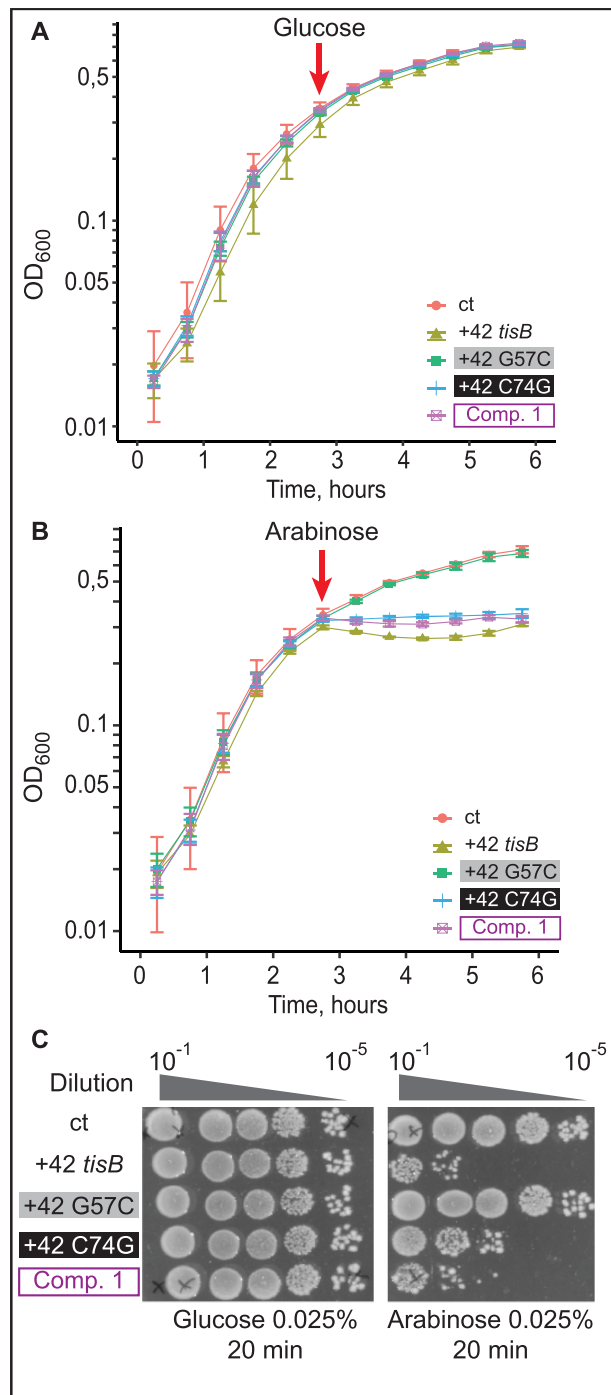 A
Glucose
0,5
0.1
0.05
0.01
OD600
ct
+42 tisB
+42 G57C
+42 C74G
Comp. 1
0 1 2 3 4 5 6
Time, hours
B
Arabinose
0,5
0.1
0.05
0.01
OD600
ct
+42 tisB
+42 G57C
+42 C74G
Comp. 1
0 1 2 3 4 5 6
Time, hours
C
10-1 10-5 10-1 10-5
Dilution
ct
+42 tisB
+42 G57C
+42 C74G
Comp. 1
Glucose 0.025% Arabinose 0.025%
20 min 20 min